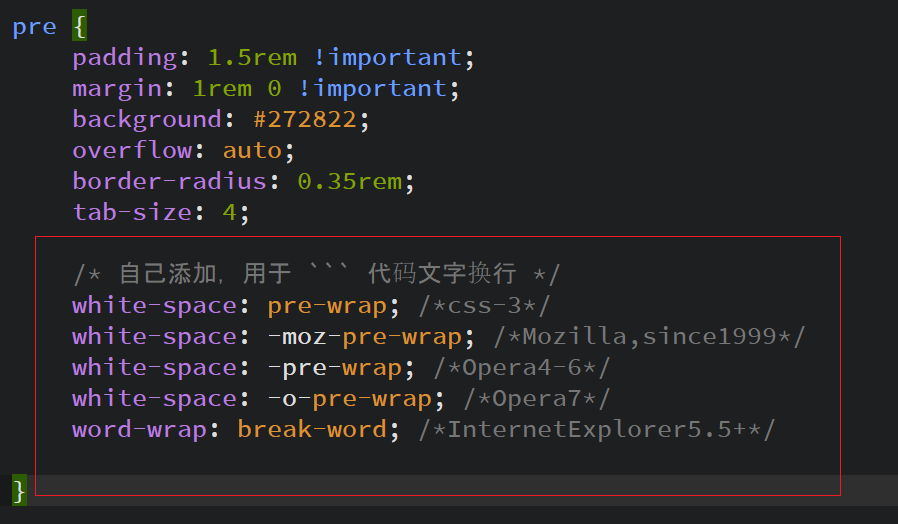 pre {
    padding: 1.5rem !important;
    margin: 1rem 0 !important;
    background: #272822;
    overflow: auto;
    border-radius: 0.35rem;
    tab-size: 4;

    /* 自己添加, 用于 ``` 代码文字换行 */
    white-space: pre-wrap; /*css-3*/
    white-space: -moz-pre-wrap; /*Mozilla,since1999*/
    white-space: -pre-wrap; /*Opera4-6*/
    white-space: -o-pre-wrap; /*Opera7*/
    word-wrap: break-word; /*InternetExplorer5.5+*/

}